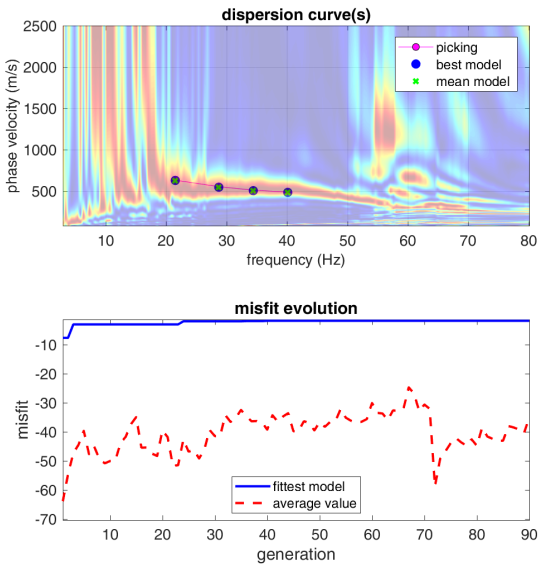 dispersion curve(s)
2500
2000
1500
1000
500
phase velocity (m/s)
picking
best model
mean model
10 20 30 40 50 60 70 80
frequency (Hz)
misfit evolution
-10
-20
-30
-40
-50
-60
-70
misfit
fittest model
average value
10 20 30 40 50 60 70 80 90
generation